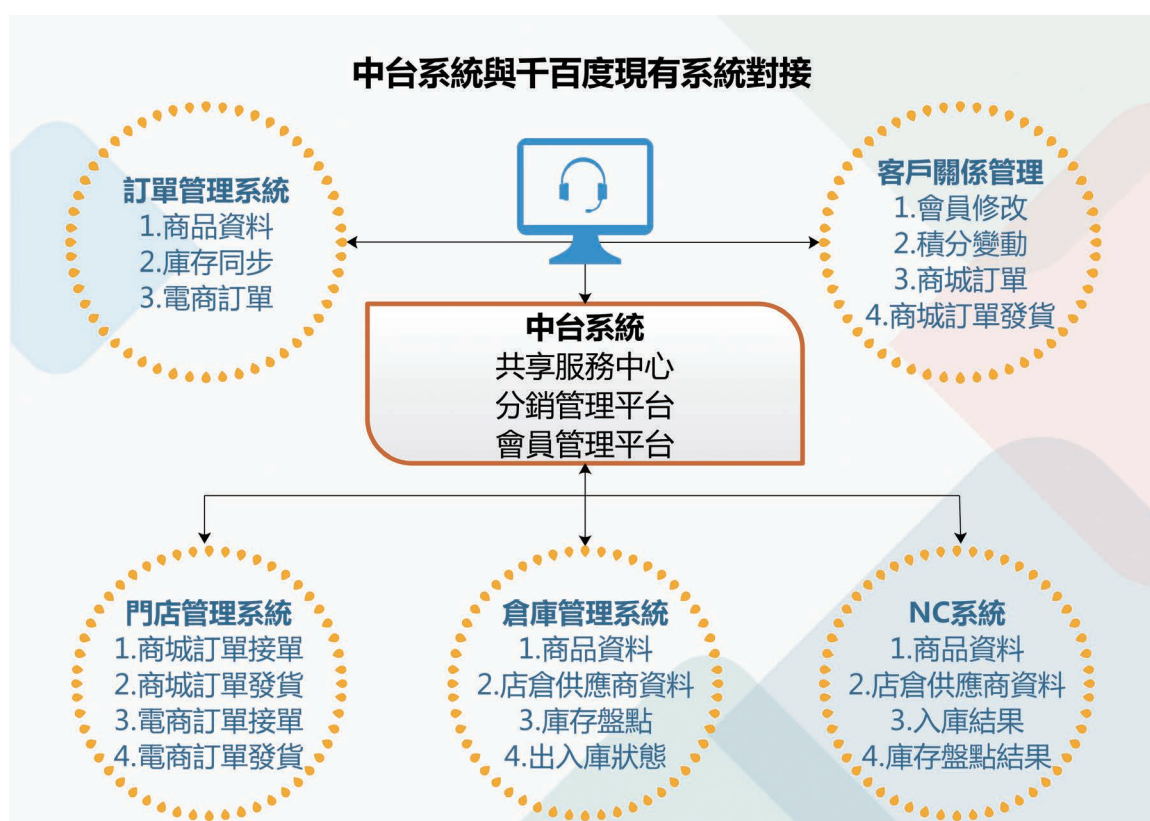 中台系統與千百度現有系統對接
訂單管理系統
1.商品資料
2.庫存同步
3.電商訂單
客戶關係管理
1.會員修改
2.積分變動
3.商城訂單
4.商城訂單發貨
中台系統
共享服務中心
分銷管理平台
會員管理平台
門店管理系統
1.商城訂單接單
2.商城訂單發貨
3.電商訂單接單
4.電商訂單發貨
倉庫管理系統
1.商品資料
2.店倉供應商資料
3.庫存盤點
4.出入庫狀態
NC系統
1.商品資料
2.店倉供應商資料
3.入庫結果
4.庫存盤點結果